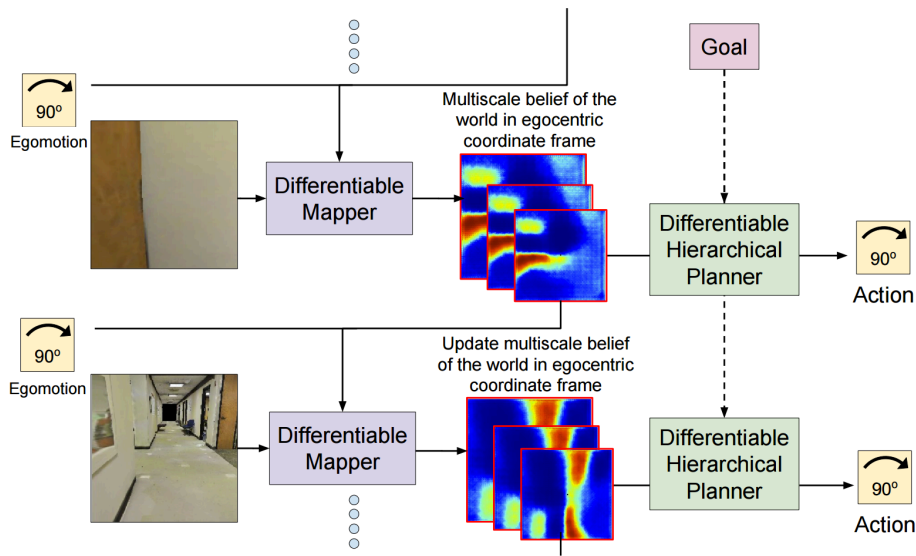 Goal
90º
Egomotion
Multiscale belief of the
world in egocentric
coordinate frame
Differentiable
Mapper
Differentiable
Hierarchical
Planner
90º
Action
90º
Egomotion
Update multiscale belief
of the world in egocentric
coordinate frame
Differentiable
Mapper
Differentiable
Hierarchical
Planner
90º
Action